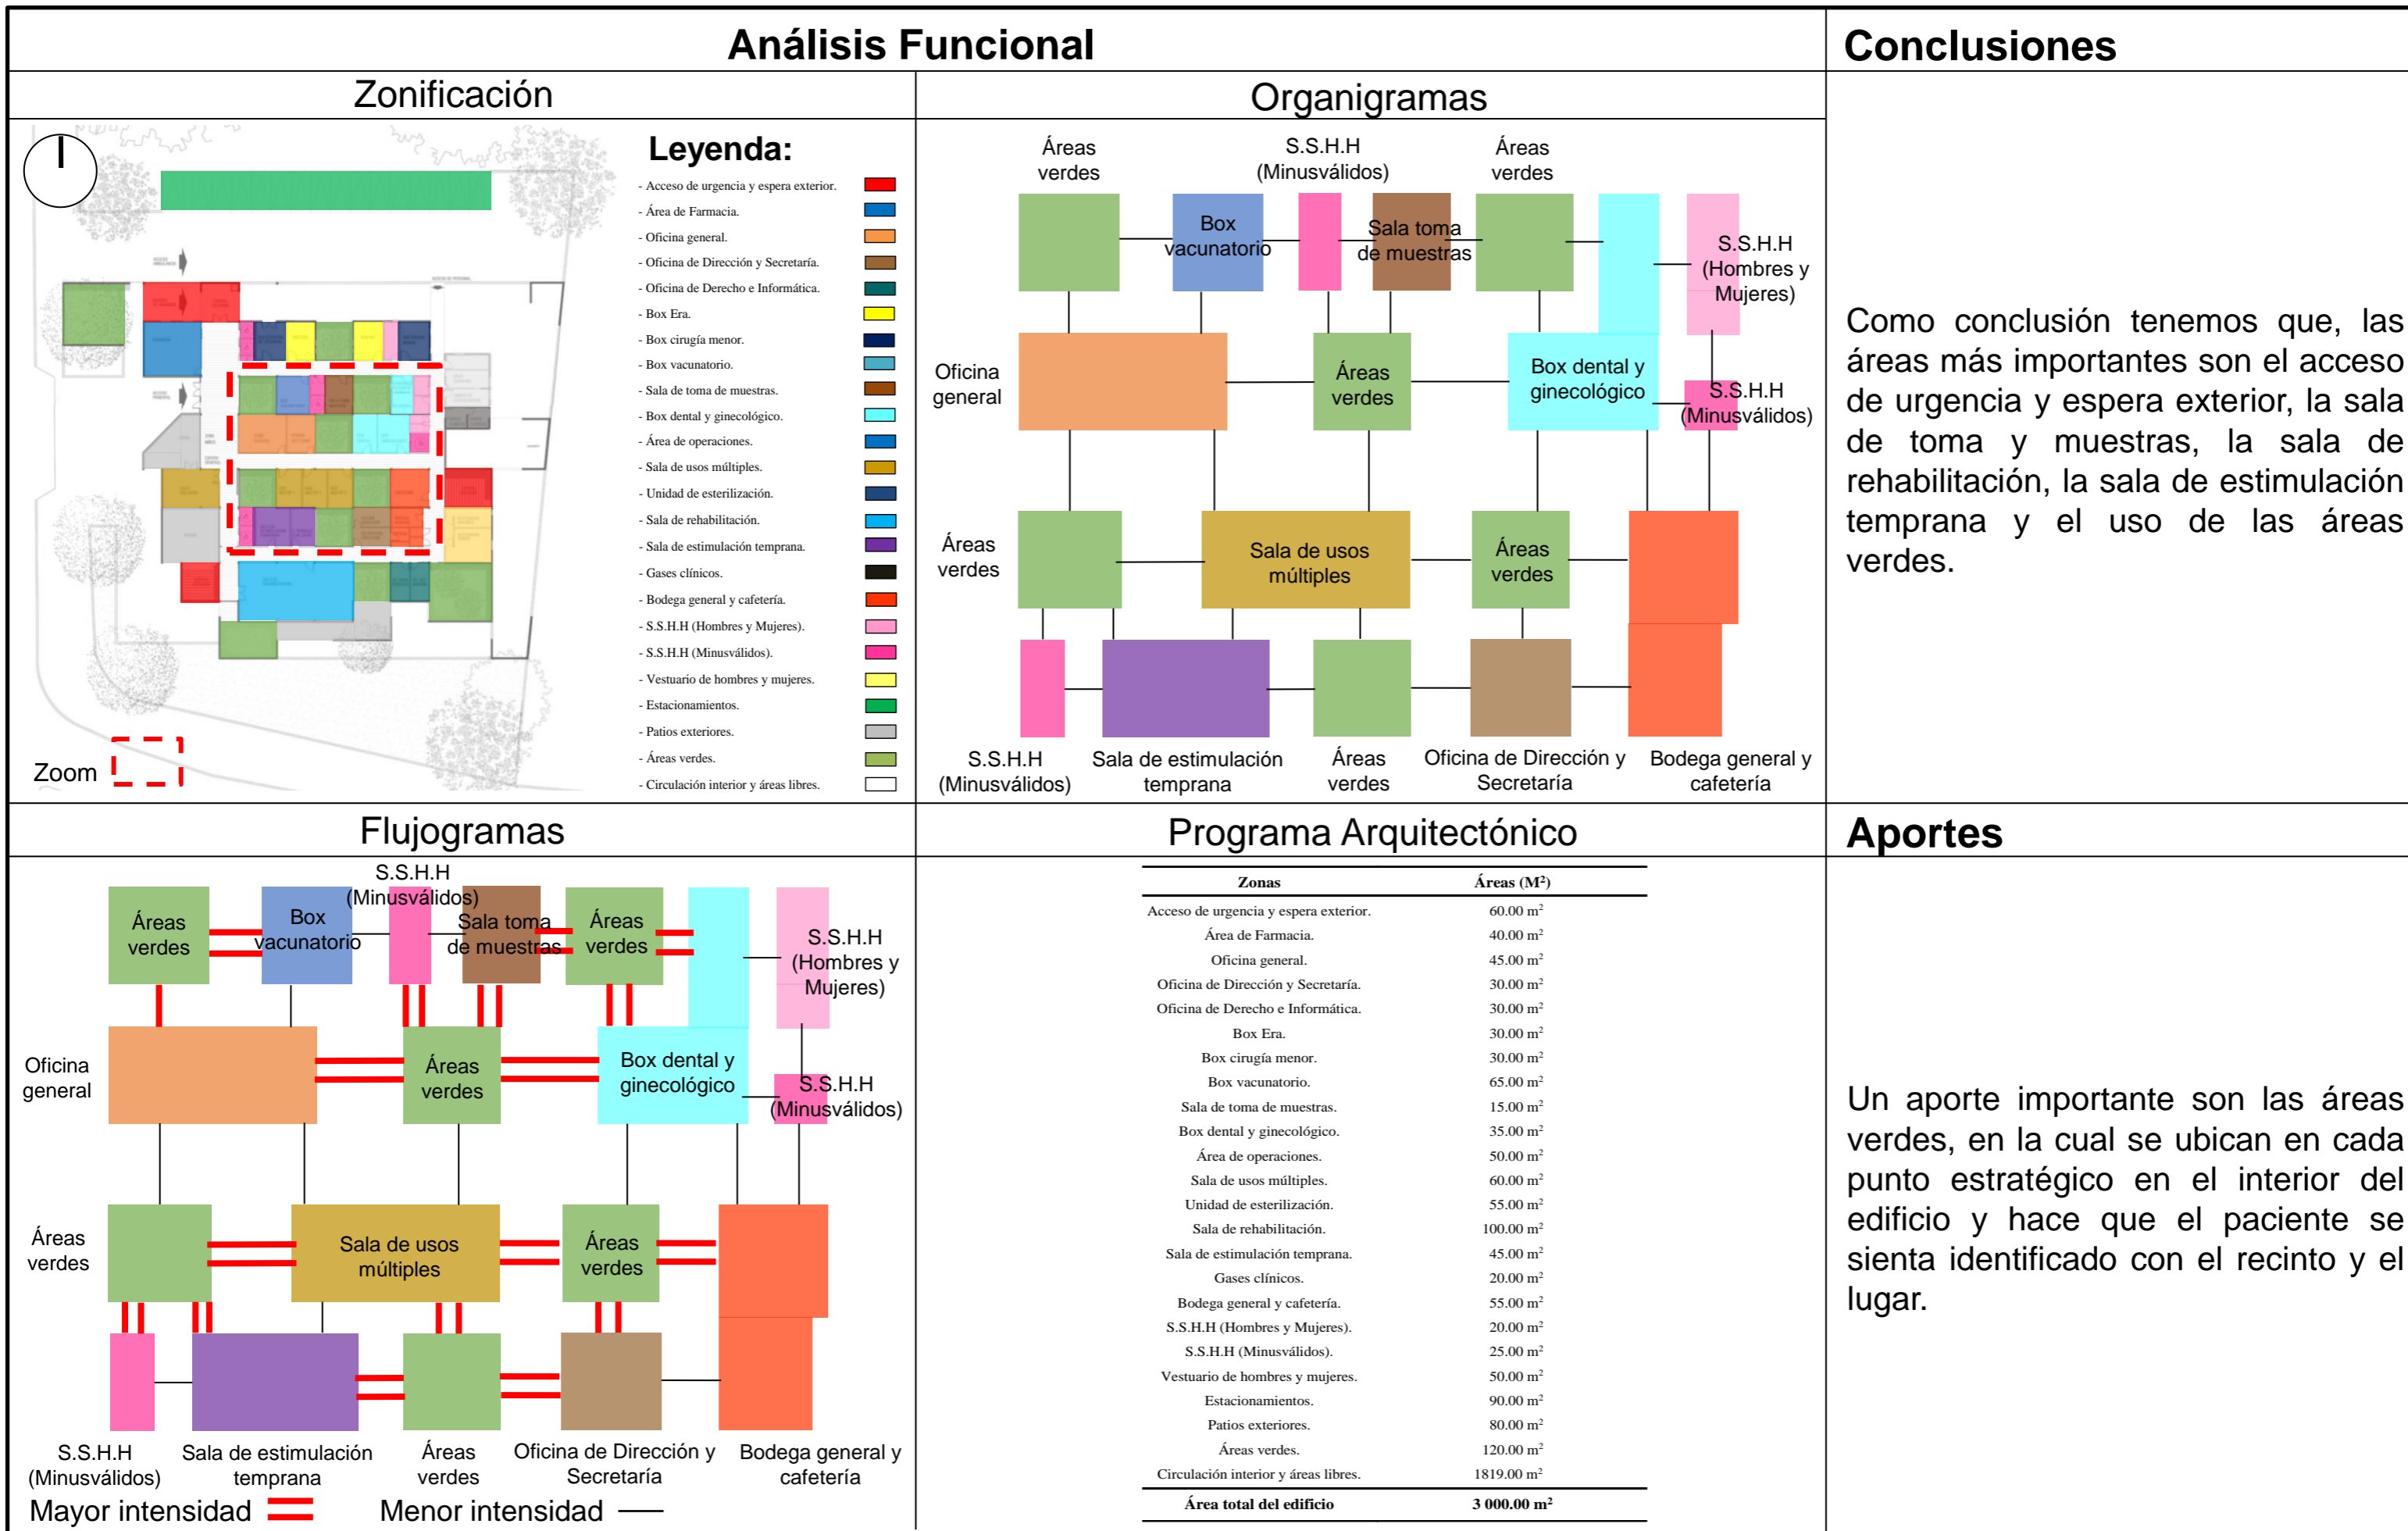 Análisis Funcional
Conclusiones
Zonificación
Organigramas
Leyenda:
- Acceso de urgencia y espera exterior.
- Área de Farmacia.
- Oficina general.
- Oficina de Dirección y Secretaría.
- Oficina de Derecho e Informática.
- Box Era.
- Box cirugía menor.
- Box vacunatorio.
- Sala de toma de muestras.
- Box dental y ginecológico.
- Área de operaciones.
- Sala de usos múltiples.
- Unidad de esterilización.
- Sala de rehabilitación.
- Sala de estimulación temprana.
- Gases clínicos.
- Bodega general y cafetería.
- S.S.H.H (Hombres y Mujeres).
- S.S.H.H (Minusválidos).
- Vestuario de hombres y mujeres.
- Estacionamientos.
- Patios exteriores.
- Áreas verdes.
- Circulación interior y áreas libres.
Zoom
Áreas
verdes
S.S.H.H
(Minusválidos)
Áreas
verdes
Box
vacunatorio
Sala toma
de muestras
S.S.H.H
(Hombres y
Mujeres)
Oficina
general
Áreas
verdes
Box dental y
ginecológico
S.S.H.H
(Minusválidos)
Áreas
verdes
Sala de usos
múltiples
Áreas
verdes
S.S.H.H
(Minusválidos)
Sala de estimulación
temprana
Áreas
verdes
Oficina de Dirección y
Secretaría
Bodega general y
cafetería
Como conclusión tenemos que, las
áreas más importantes son el acceso
de urgencia y espera exterior, la sala
de toma y muestras, la sala de
rehabilitación, la sala de estimulación
temprana y el uso de las áreas
verdes.
Flujogramas
Programa Arquitectónico
Aportes
S.S.H.H
(Minusválidos)
Áreas
verdes
Box
vacunatorio
Sala toma
de muestras
Áreas
verdes
S.S.H.H
(Hombres y
Mujeres)
Oficina
general
Áreas
verdes
Box dental y
ginecológico
S.S.H.H
(Minusválidos)
Áreas
verdes
Sala de usos
múltiples
Áreas
verdes
S.S.H.H
(Minusválidos)
Sala de estimulación
temprana
Áreas
verdes
Oficina de Dirección y
Secretaría
Bodega general y
cafetería
Mayor intensidad
Menor intensidad
Zonas Áreas (M²)
Acceso de urgencia y espera exterior. 60.00 m²
Área de Farmacia. 40.00 m²
Oficina general. 45.00 m²
Oficina de Dirección y Secretaría. 30.00 m²
Oficina de Derecho e Informática. 30.00 m²
Box Era. 30.00 m²
Box cirugía menor. 30.00 m²
Box vacunatorio. 65.00 m²
Sala de toma de muestras. 15.00 m²
Box dental y ginecológico. 35.00 m²
Área de operaciones. 50.00 m²
Sala de usos múltiples. 60.00 m²
Unidad de esterilización. 55.00 m²
Sala de rehabilitación. 100.00 m²
Sala de estimulación temprana. 45.00 m²
Gases clínicos. 20.00 m²
Bodega general y cafetería. 55.00 m²
S.S.H.H (Hombres y Mujeres). 20.00 m²
S.S.H.H (Minusválidos). 25.00 m²
Vestuario de hombres y mujeres. 50.00 m²
Estacionamientos. 90.00 m²
Patios exteriores. 80.00 m²
Áreas verdes. 120.00 m²
Circulación interior y áreas libres. 1819.00 m²
Área total del edificio 3 000.00 m²
Un aporte importante son las áreas
verdes, en la cual se ubican en cada
punto estratégico en el interior del
edificio y hace que el paciente se
sienta identificado con el recinto y el
lugar.